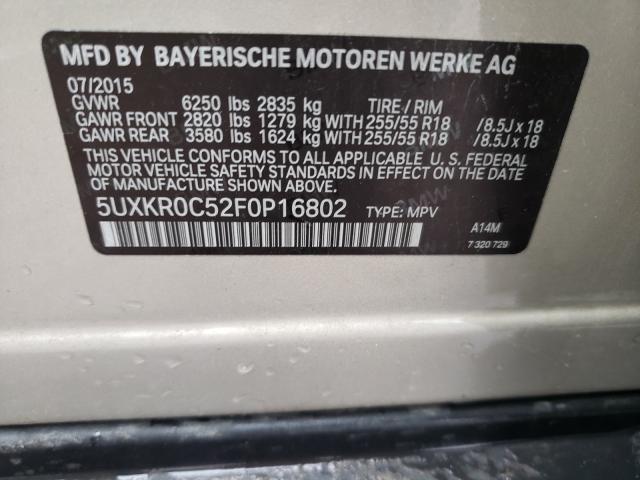 MFD BY BAYERISCHE MOTOREN WERKE AG
07/2015
GVWR 6250 lbs 2835 kg TIRE / RIM
GAWR FRONT 2820 lbs 1279 kg WITH 255/55 R18 /8.5J x 18
GAWR REAR 3580 lbs 1624 kg WITH 255/55 R18 /8.5J x 18
THIS VEHICLE CONFORMS TO ALL APPLICABLE U. S. FEDERAL
MOTOR VEHICLE SAFETY STANDARDS IN EFFECT ON THE DATE
OF MANUFACTURE SHOWN ABOVE.
5UXKR0C52F0P16802 TYPE: MPV
A14M
7 320 729